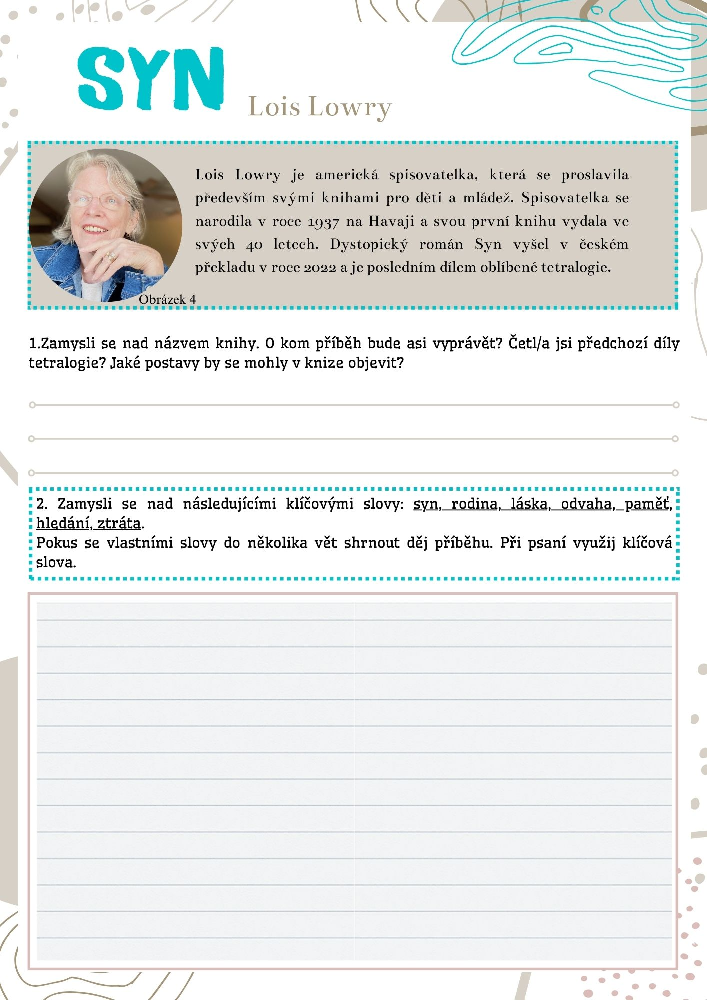 SYN
Lois Lowry
Lois Lowry je americká spisovatelka, která se proslavila
především svými knihami pro děti a mládež. Spisovatelka se
narodila v roce 1937 na Havaji a svou první knihu vydala ve
svých 40 letech. Dystopický román Syn vyšel v českém
překladu v roce 2022 a je posledním dílem oblíbené tetralogie.
Obrázek 4
1.Zamysli se nad názvem knihy. O kom příběh bude asi vyprávět? Četl/a jsi předchozí díly
tetralogie? Jaké postavy by se mohly v knize objevit?
2. Zamysli se nad následujícími klíčovými slovy: syn, rodina, láska, odvaha, paměť,
hledání, ztráta.
Pokus se vlastními slovy do několika vět shrnout děj příběhu. Při psaní využij klíčová
slova.